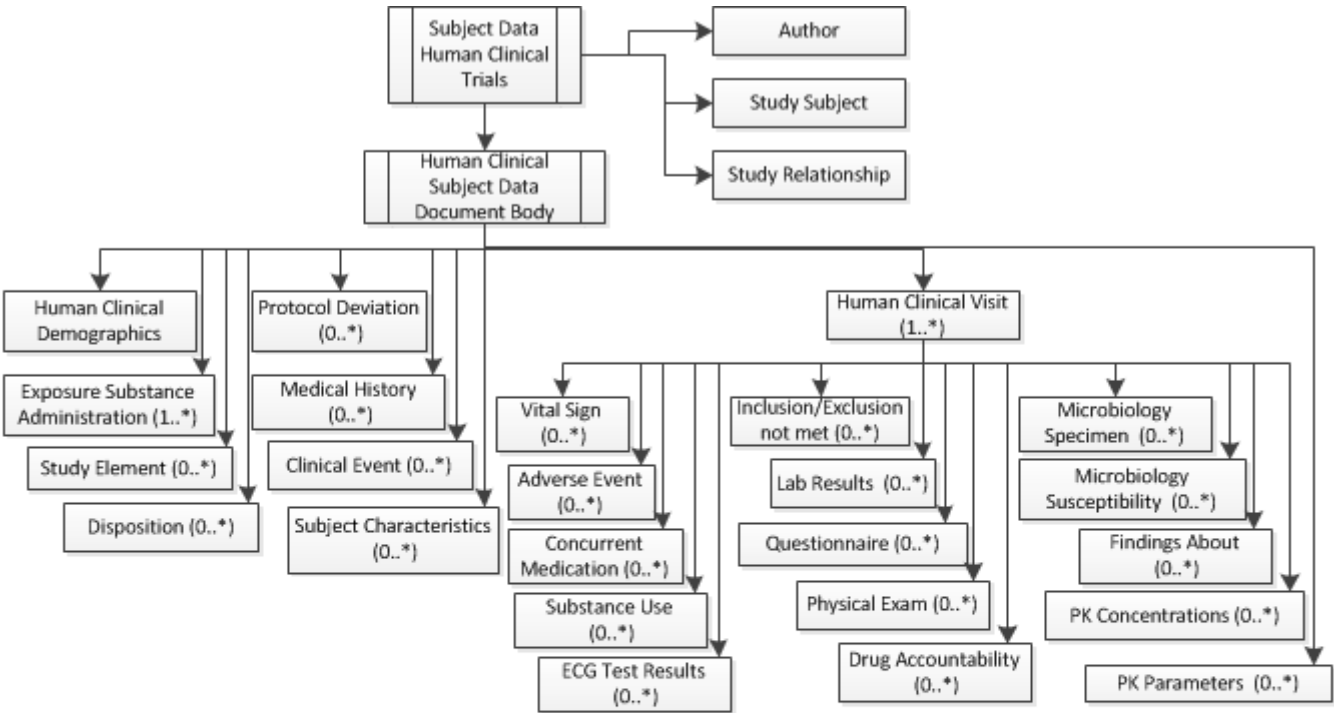 Subject Data
Human Clinical
Trials
Author
Study Subject
Study Relationship
Human Clinical
Subject Data
Document Body
Human Clinical
Demographics
Exposure Substance
Administration (1..*)
Study Element (0..*)
Disposition (0..*)
Protocol Deviation
(0..*)
Medical History
(0..*)
Clinical Event (0..*)
Subject Characteristics
(0..*)
Human Clinical Visit
(1..*)
Vital Sign
(0..*)
Adverse Event
(0..*)
Concurrent
Medication (0..*)
Substance Use
(0..*)
ECG Test Results
(0..*)
Inclusion/Exclusion
not met (0..*)
Lab Results (0..*)
Questionnaire (0..*)
Physical Exam (0..*)
Drug Accountability
(0..*)
Microbiology
Specimen (0..*)
Microbiology
Susceptibility (0..*)
Findings About
(0..*)
PK Concentrations (0..*)
PK Parameters (0..*)